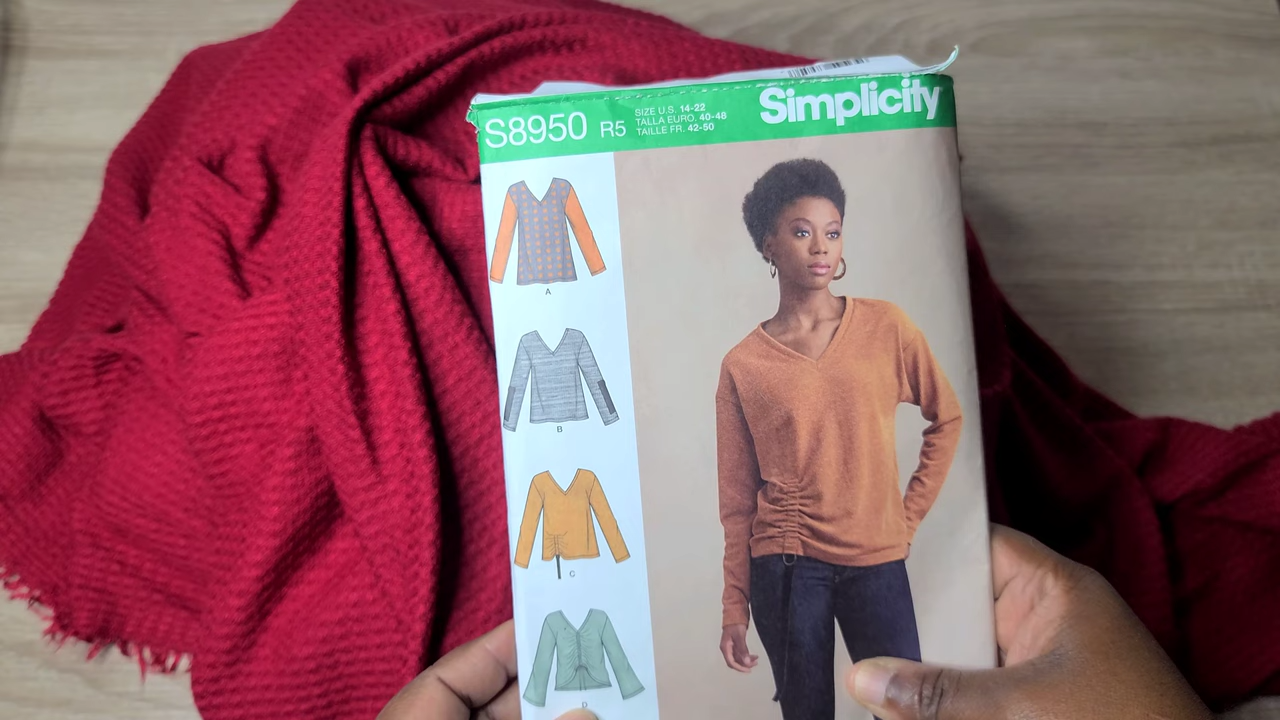 S8950 R5
SIZE U.S. 14-22
TALLA EURO. 40-48
TAILLE FR. 42-50
Simplicity
A
B
C
D